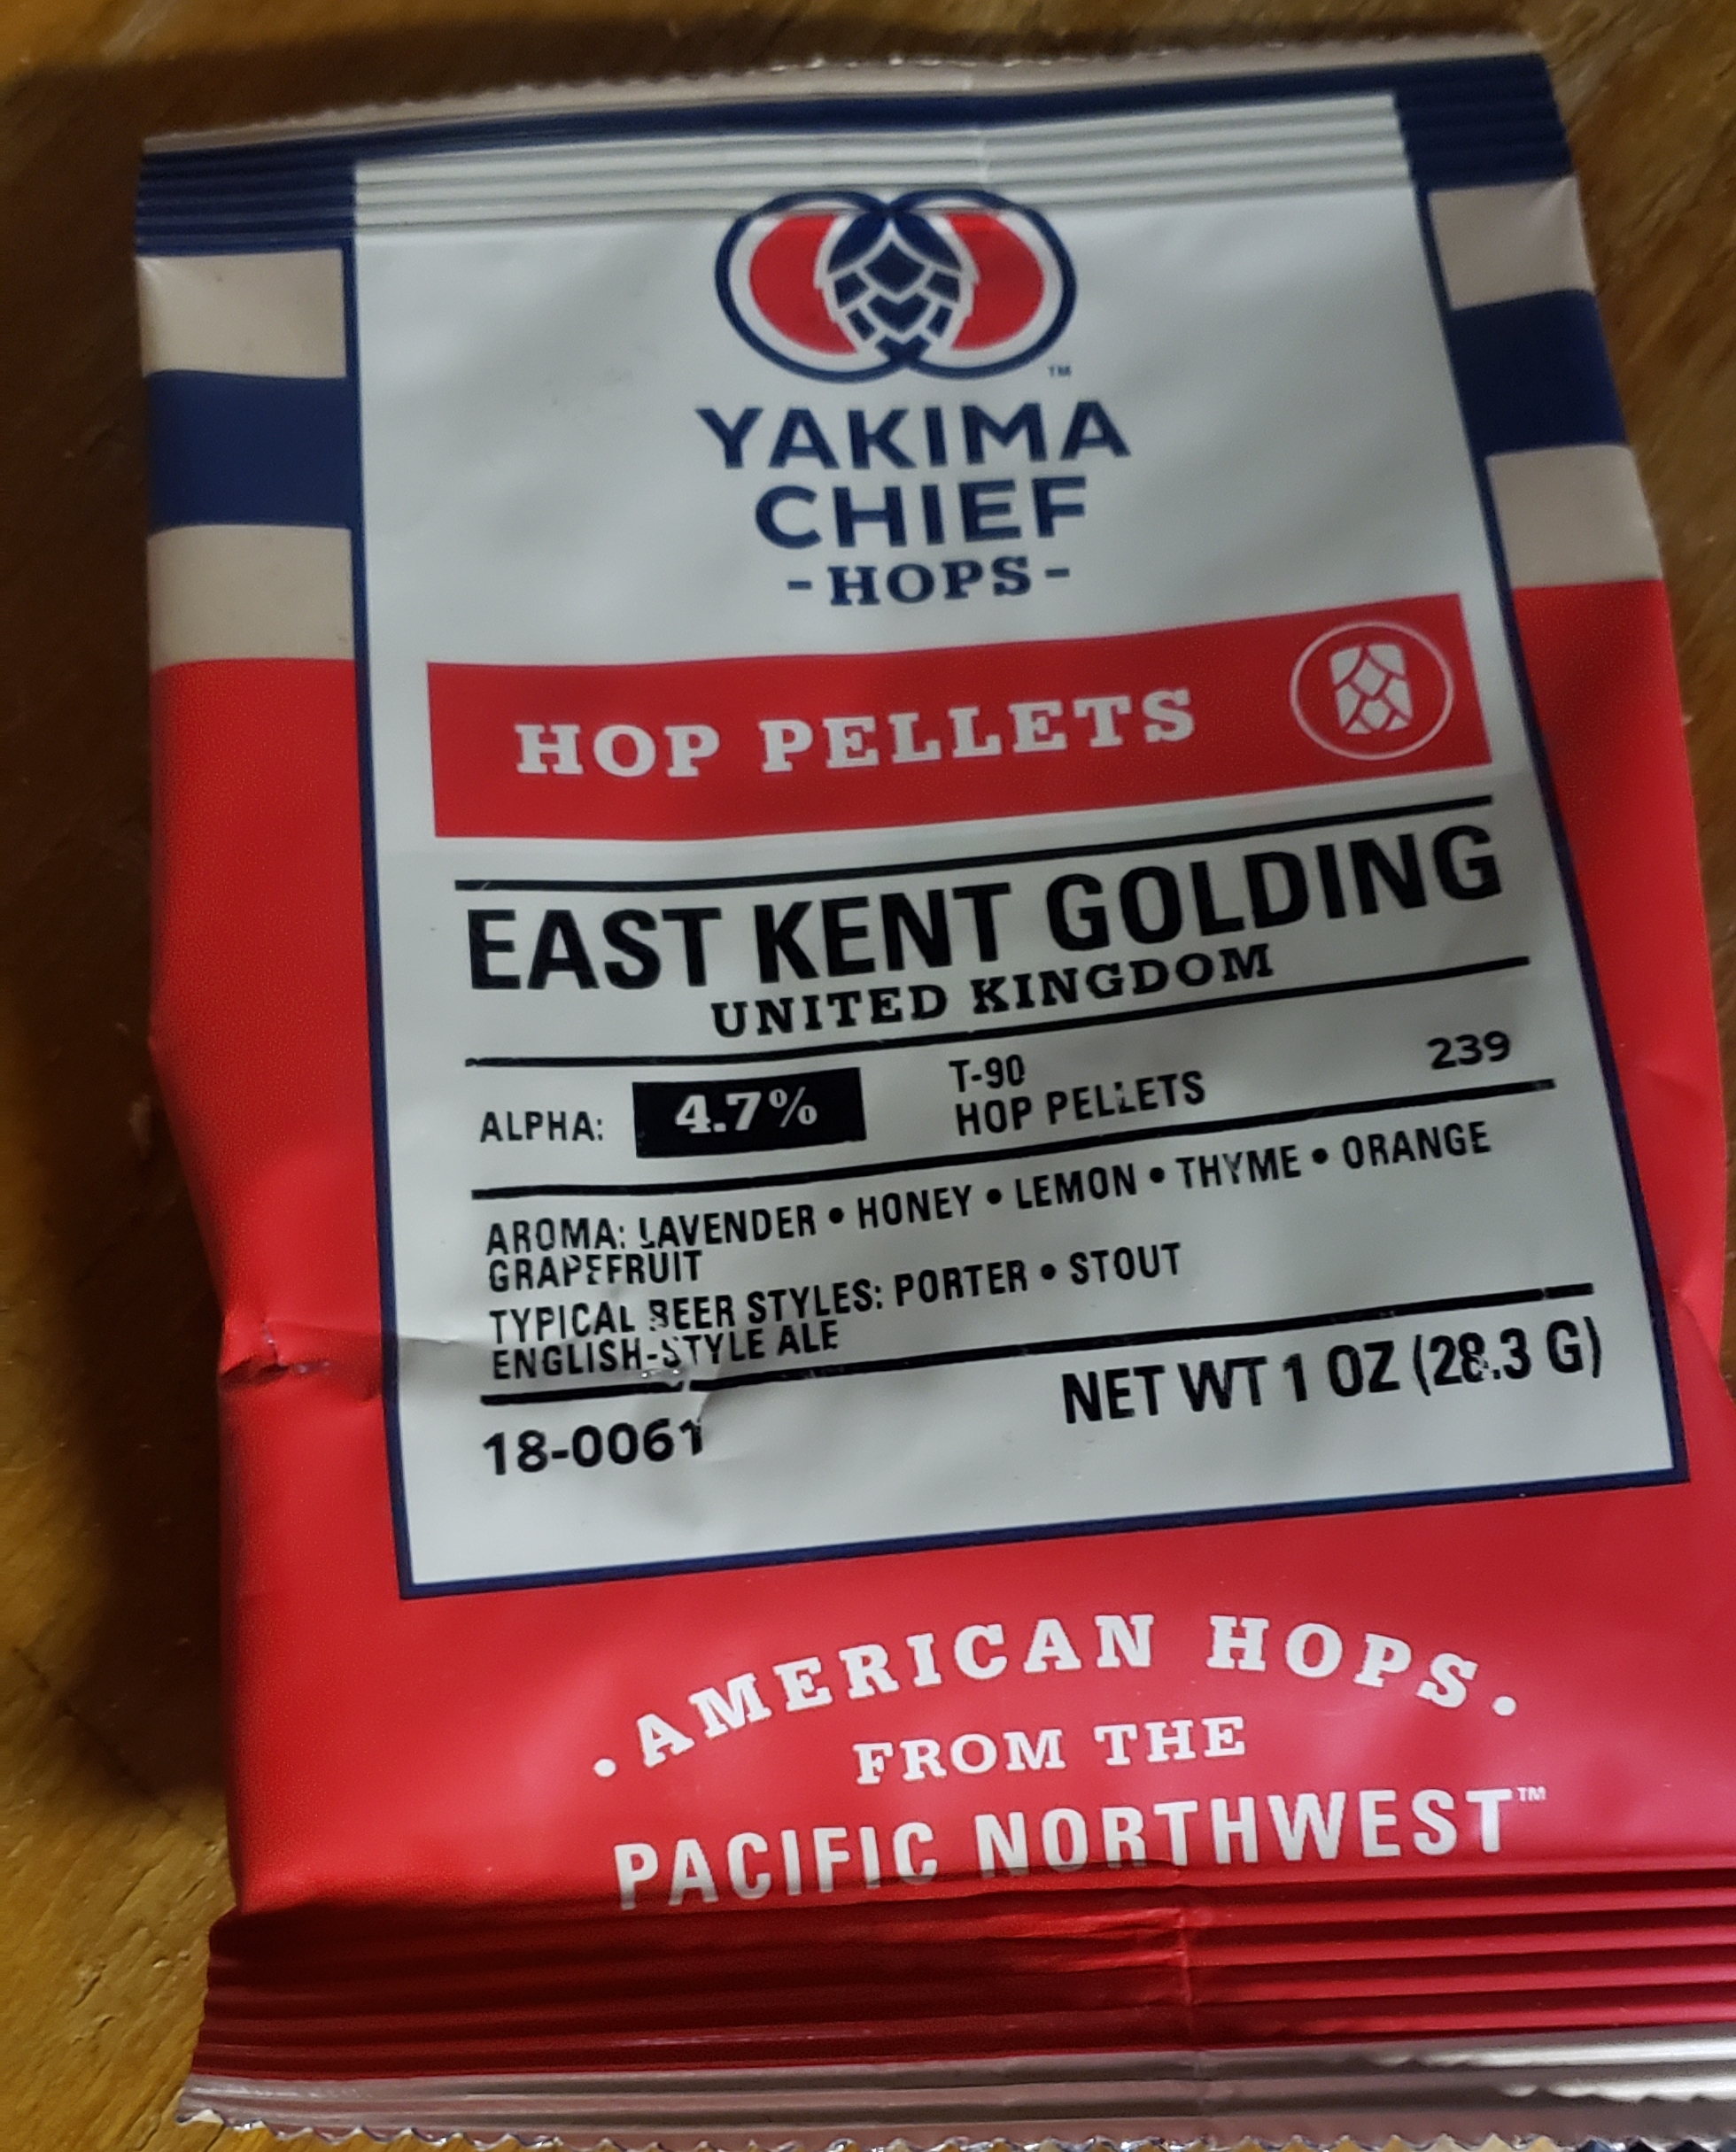 ™
YAKIMA
CHIEF
-HOPS-
HOP PELLETS
EAST KENT GOLDING
UNITED KINGDOM
ALPHA: 4.7% T-90 239
HOP PELLETS
AROMA: LAVENDER • HONEY • LEMON • THYME • ORANGE
GRAPEFRUIT
TYPICAL BEER STYLES: PORTER • STOUT
ENGLISH-STYLE ALE
NET WT 1 OZ (28.3 G)
18-0061
• AMERICAN HOPS •
FROM THE
PACIFIC NORTHWEST™